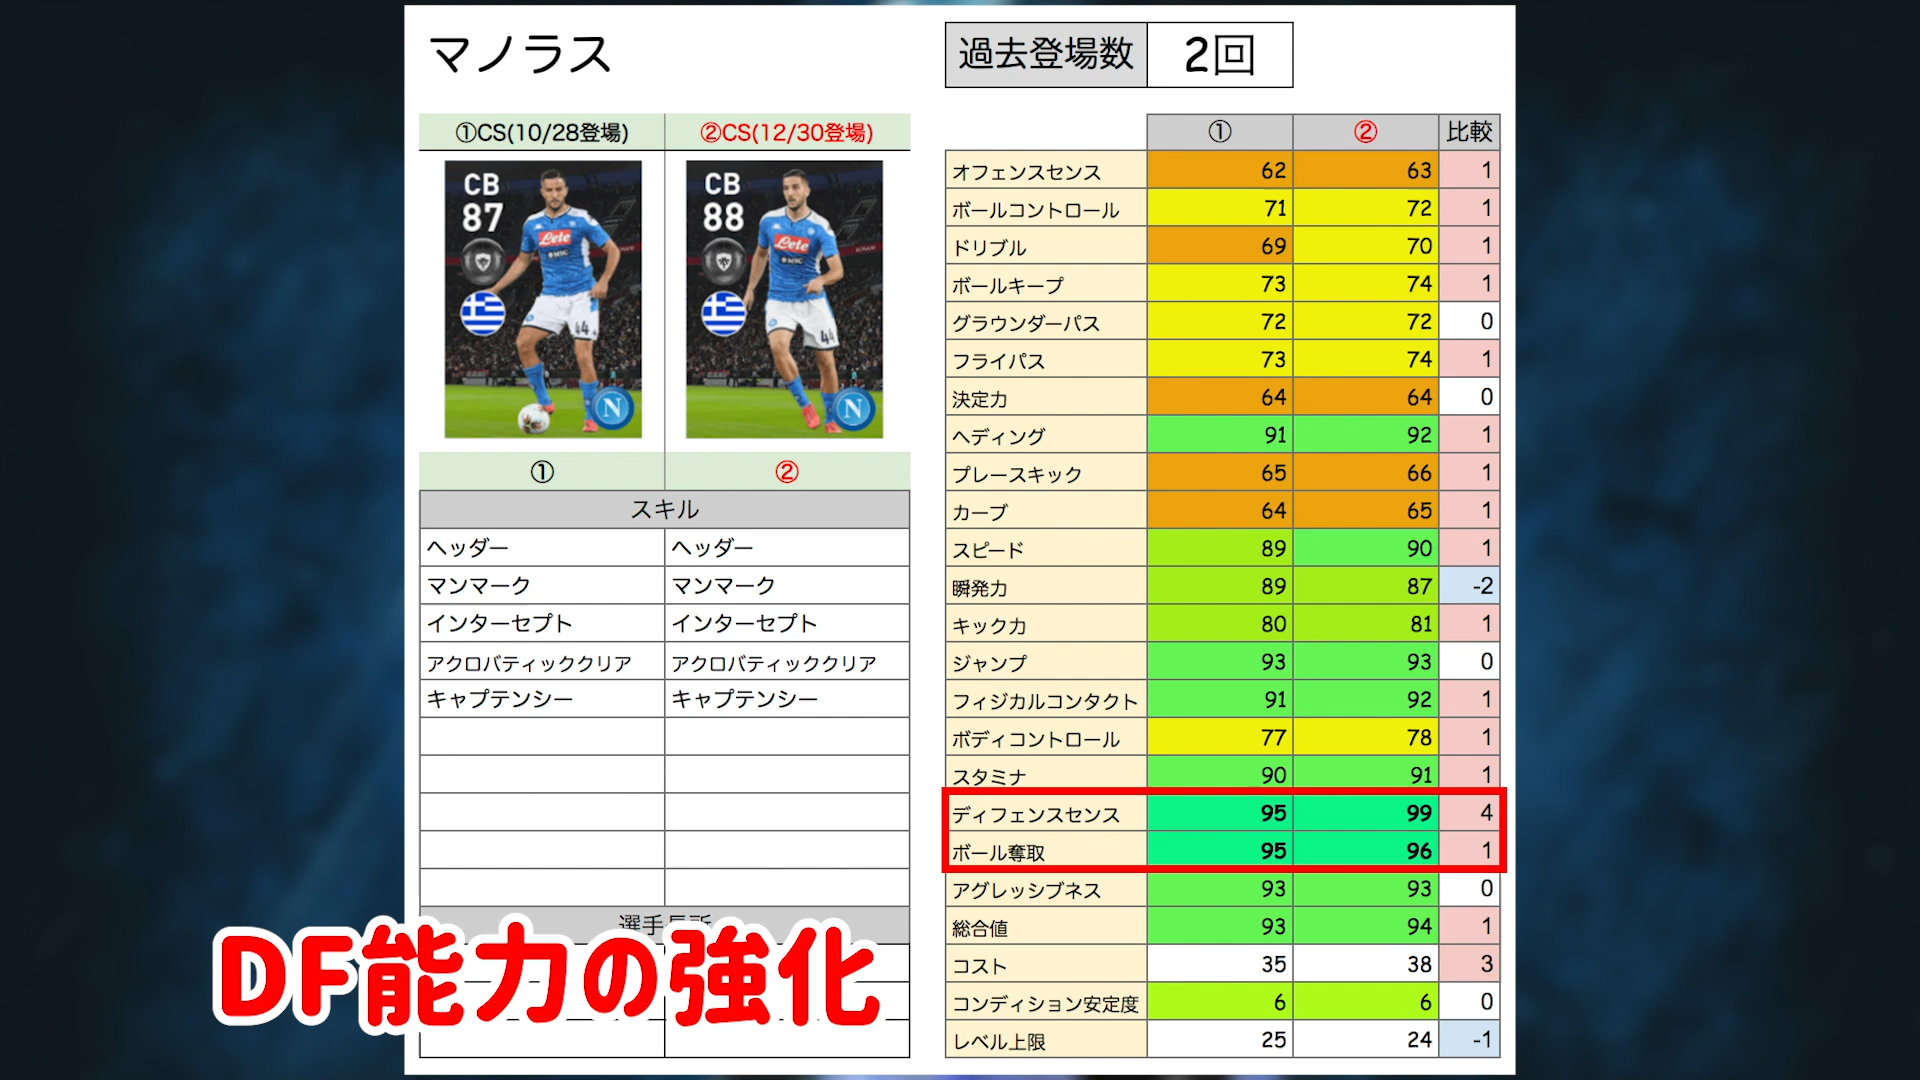 マノラス
過去登場数 2回
①CS(10/28登場) ②CS(12/30登場)
CB 87
Lete
MSC
44
N
KONAM
CB 88
Lete
MSC
44
N
KONAM
① ②
スキル
ヘッダー ヘッダー
マンマーク マンマーク
インターセプト インターセプト
アクロバティッククリア アクロバティッククリア
キャプテンシー キャプテンシー
選手長所
DF能力の強化
① ② 比較
オフェンスセンス 62 63 1
ボールコントロール 71 72 1
ドリブル 69 70 1
ボールキープ 73 74 1
グラウンダーパス 72 72 0
フライパス 73 74 1
決定力 64 64 0
ヘディング 91 92 1
プレースキック 65 66 1
カーブ 64 65 1
スピード 89 90 1
瞬発力 89 87 -2
キック力 80 81 1
ジャンプ 93 93 0
フィジカルコンタクト 91 92 1
ボディコントロール 77 78 1
スタミナ 90 91 1
ディフェンスセンス 95 99 4
ボール奪取 95 96 1
アグレッシブネス 93 93 0
総合値 93 94 1
コスト 35 38 3
コンディション安定度 6 6 0
レベル上限 25 24 -1